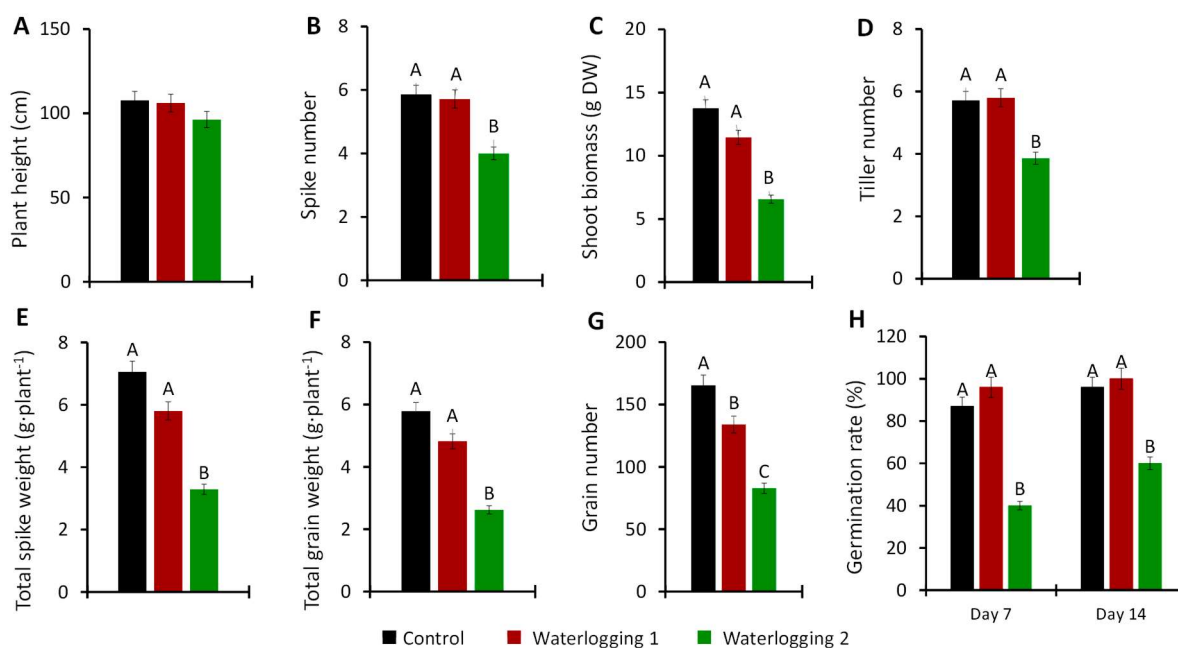 A
Plant height (cm)
150
100
50
0
B
Spike number
8
6
4
2
0
A
A
B
C
Shoot biomass (g DW)
20
15
10
5
0
A
A
B
D
Tiller number
8
6
4
2
0
A
A
B
E
Total spike weight (g·plant⁻¹)
8
6
4
2
0
A
A
B
F
Total grain weight (g·plant⁻¹)
8
6
4
2
0
A
A
B
G
Grain number
200
150
100
50
0
A
B
C
H
Germination rate (%)
120
100
80
60
40
20
0
A
A
B
A
A
B
Day 7
Day 14
Control
Waterlogging 1
Waterlogging 2